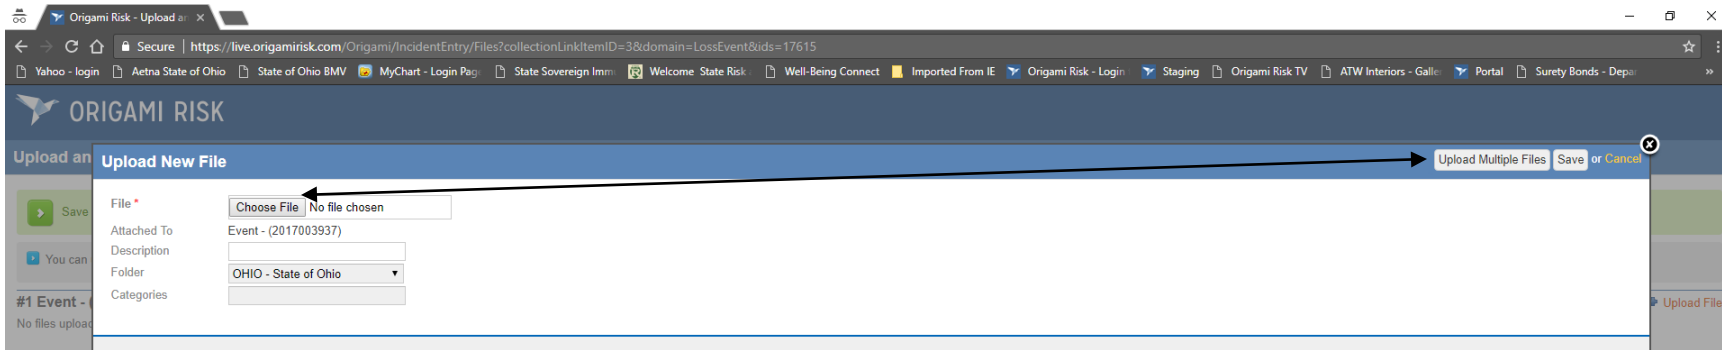 Origami Risk - Upload an
Secure | https://live.origamirisk.com/Origami/IncidentEntry/Files?collectionLinkItemID=3&domain=LossEvent&ids=17615
Yahoo - login Aetna State of Ohio State of Ohio BMV MyChart - Login Pag State Sovereign Imm Welcome State Risk Well-Being Connect Imported From IE Origami Risk - Login Staging Origami Risk TV ATW Interiors - Galle Portal Surety Bonds - Depa »
ORIGAMI RISK
Upload an
Upload New File
Upload Multiple Files Save or Cancel
File *
Choose File No file chosen
Save
Attached To Event - (2017003937)
Description
You can
Folder OHIO - State of Ohio
Categories
#1 Event - (
Upload File
No files upload